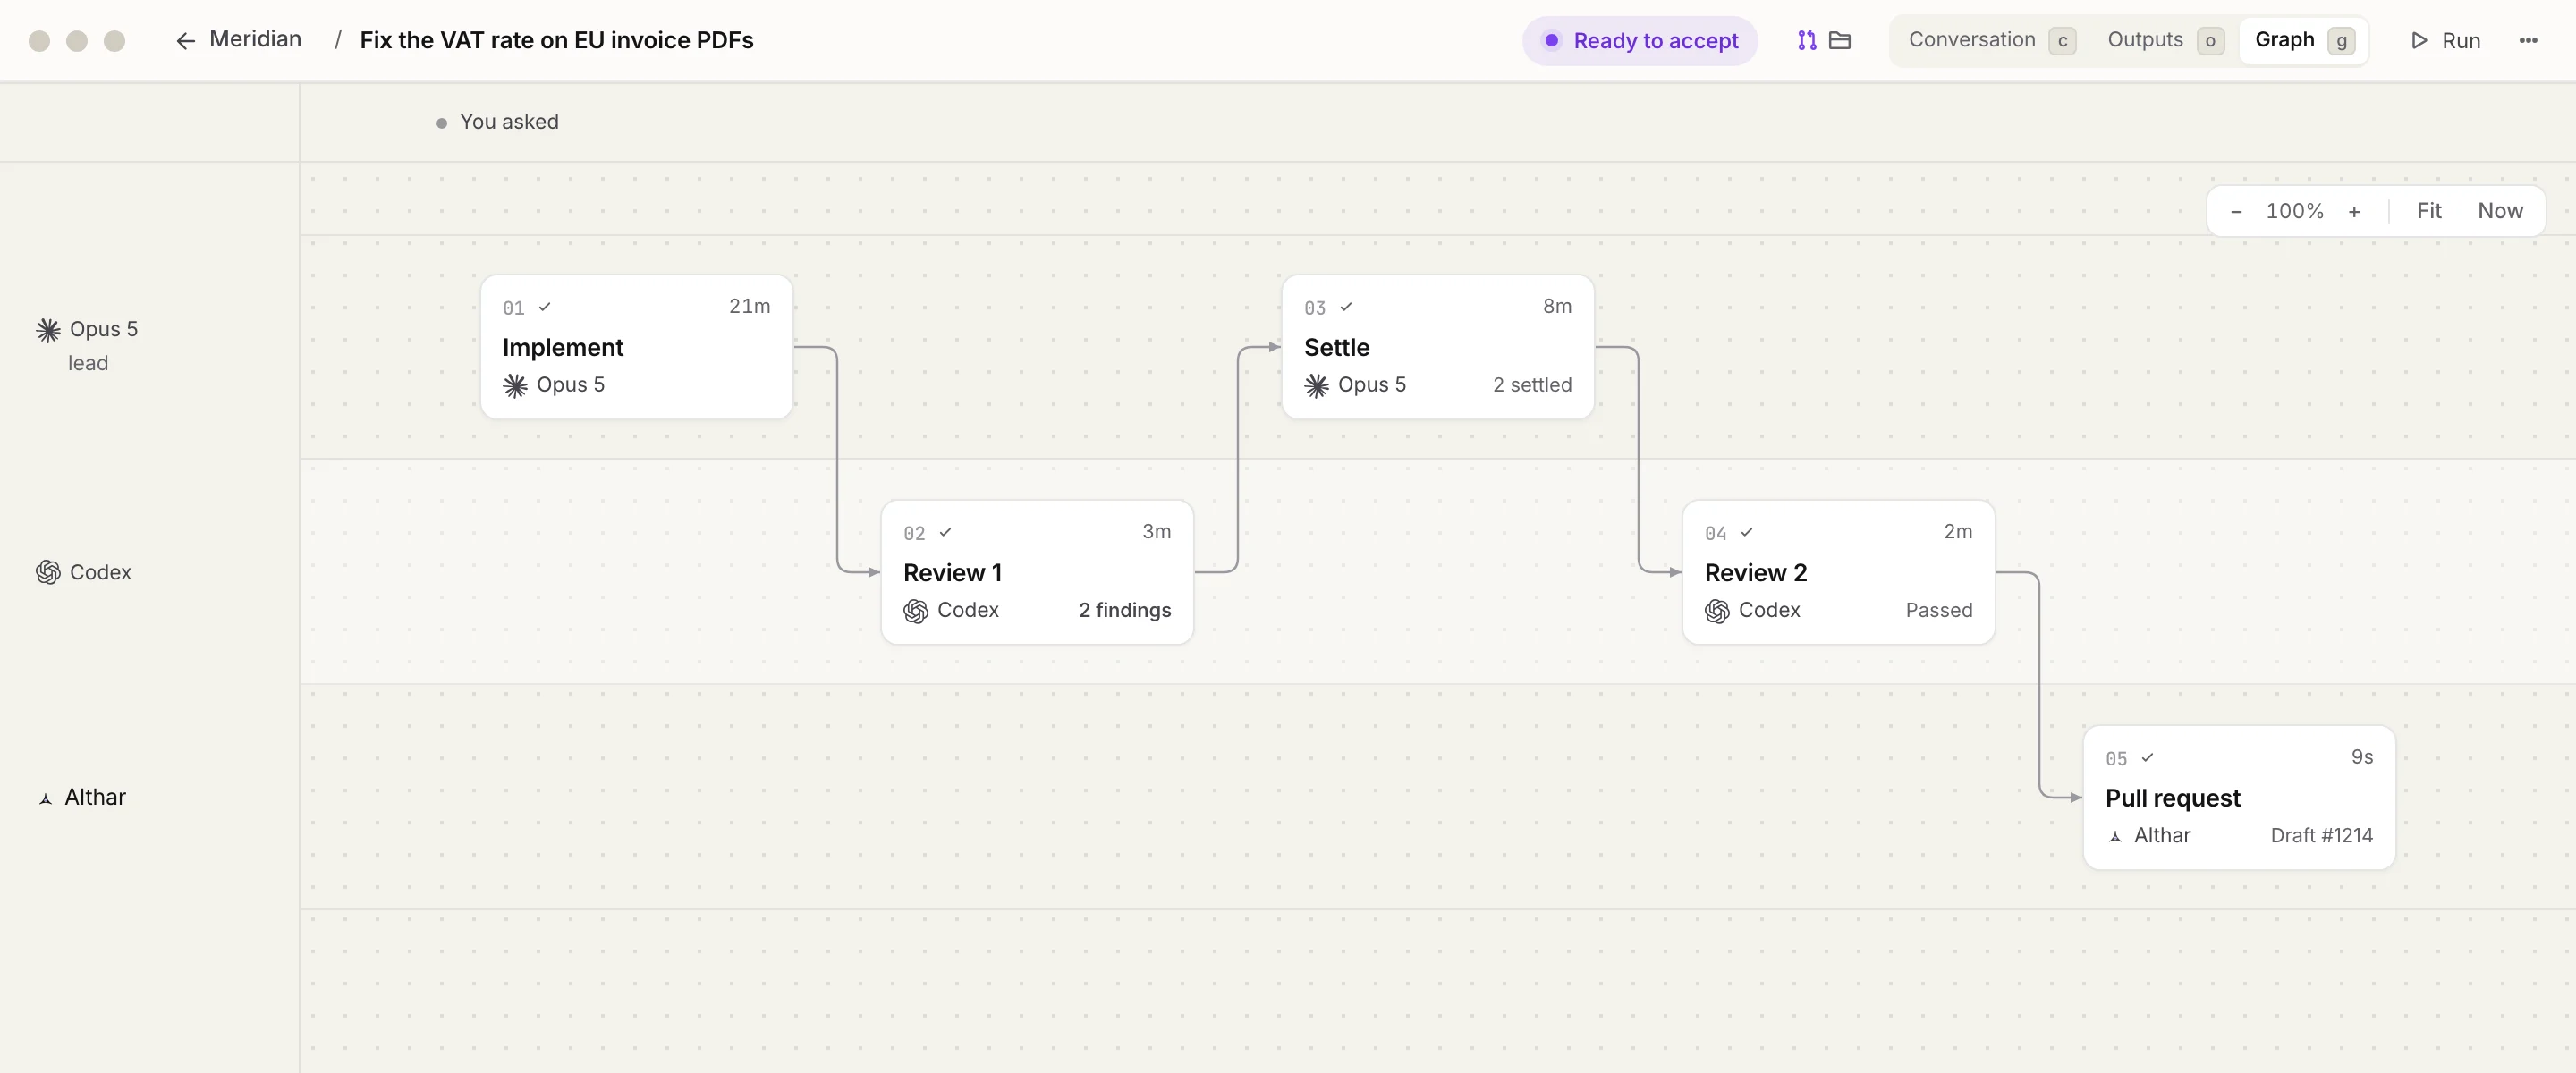 Meridian / Fix the VAT rate on EU invoice PDFs
Ready to accept
Conversation c
Outputs o
Graph g
Run
You asked
− 100% + Fit Now
Opus 5
lead
Codex
Althar
01 21m
Implement
Opus 5
02 3m
Review 1
Codex 2 findings
03 8m
Settle
Opus 5 2 settled
04 2m
Review 2
Codex Passed
05 9s
Pull request
Althar Draft #1214